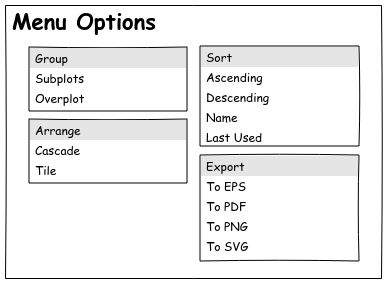 Menu Options
Group
Subplots
Overplot
Arrange
Cascade
Tile
Sort
Ascending
Descending
Name
Last Used
Export
To EPS
To PDF
To PNG
To SVG